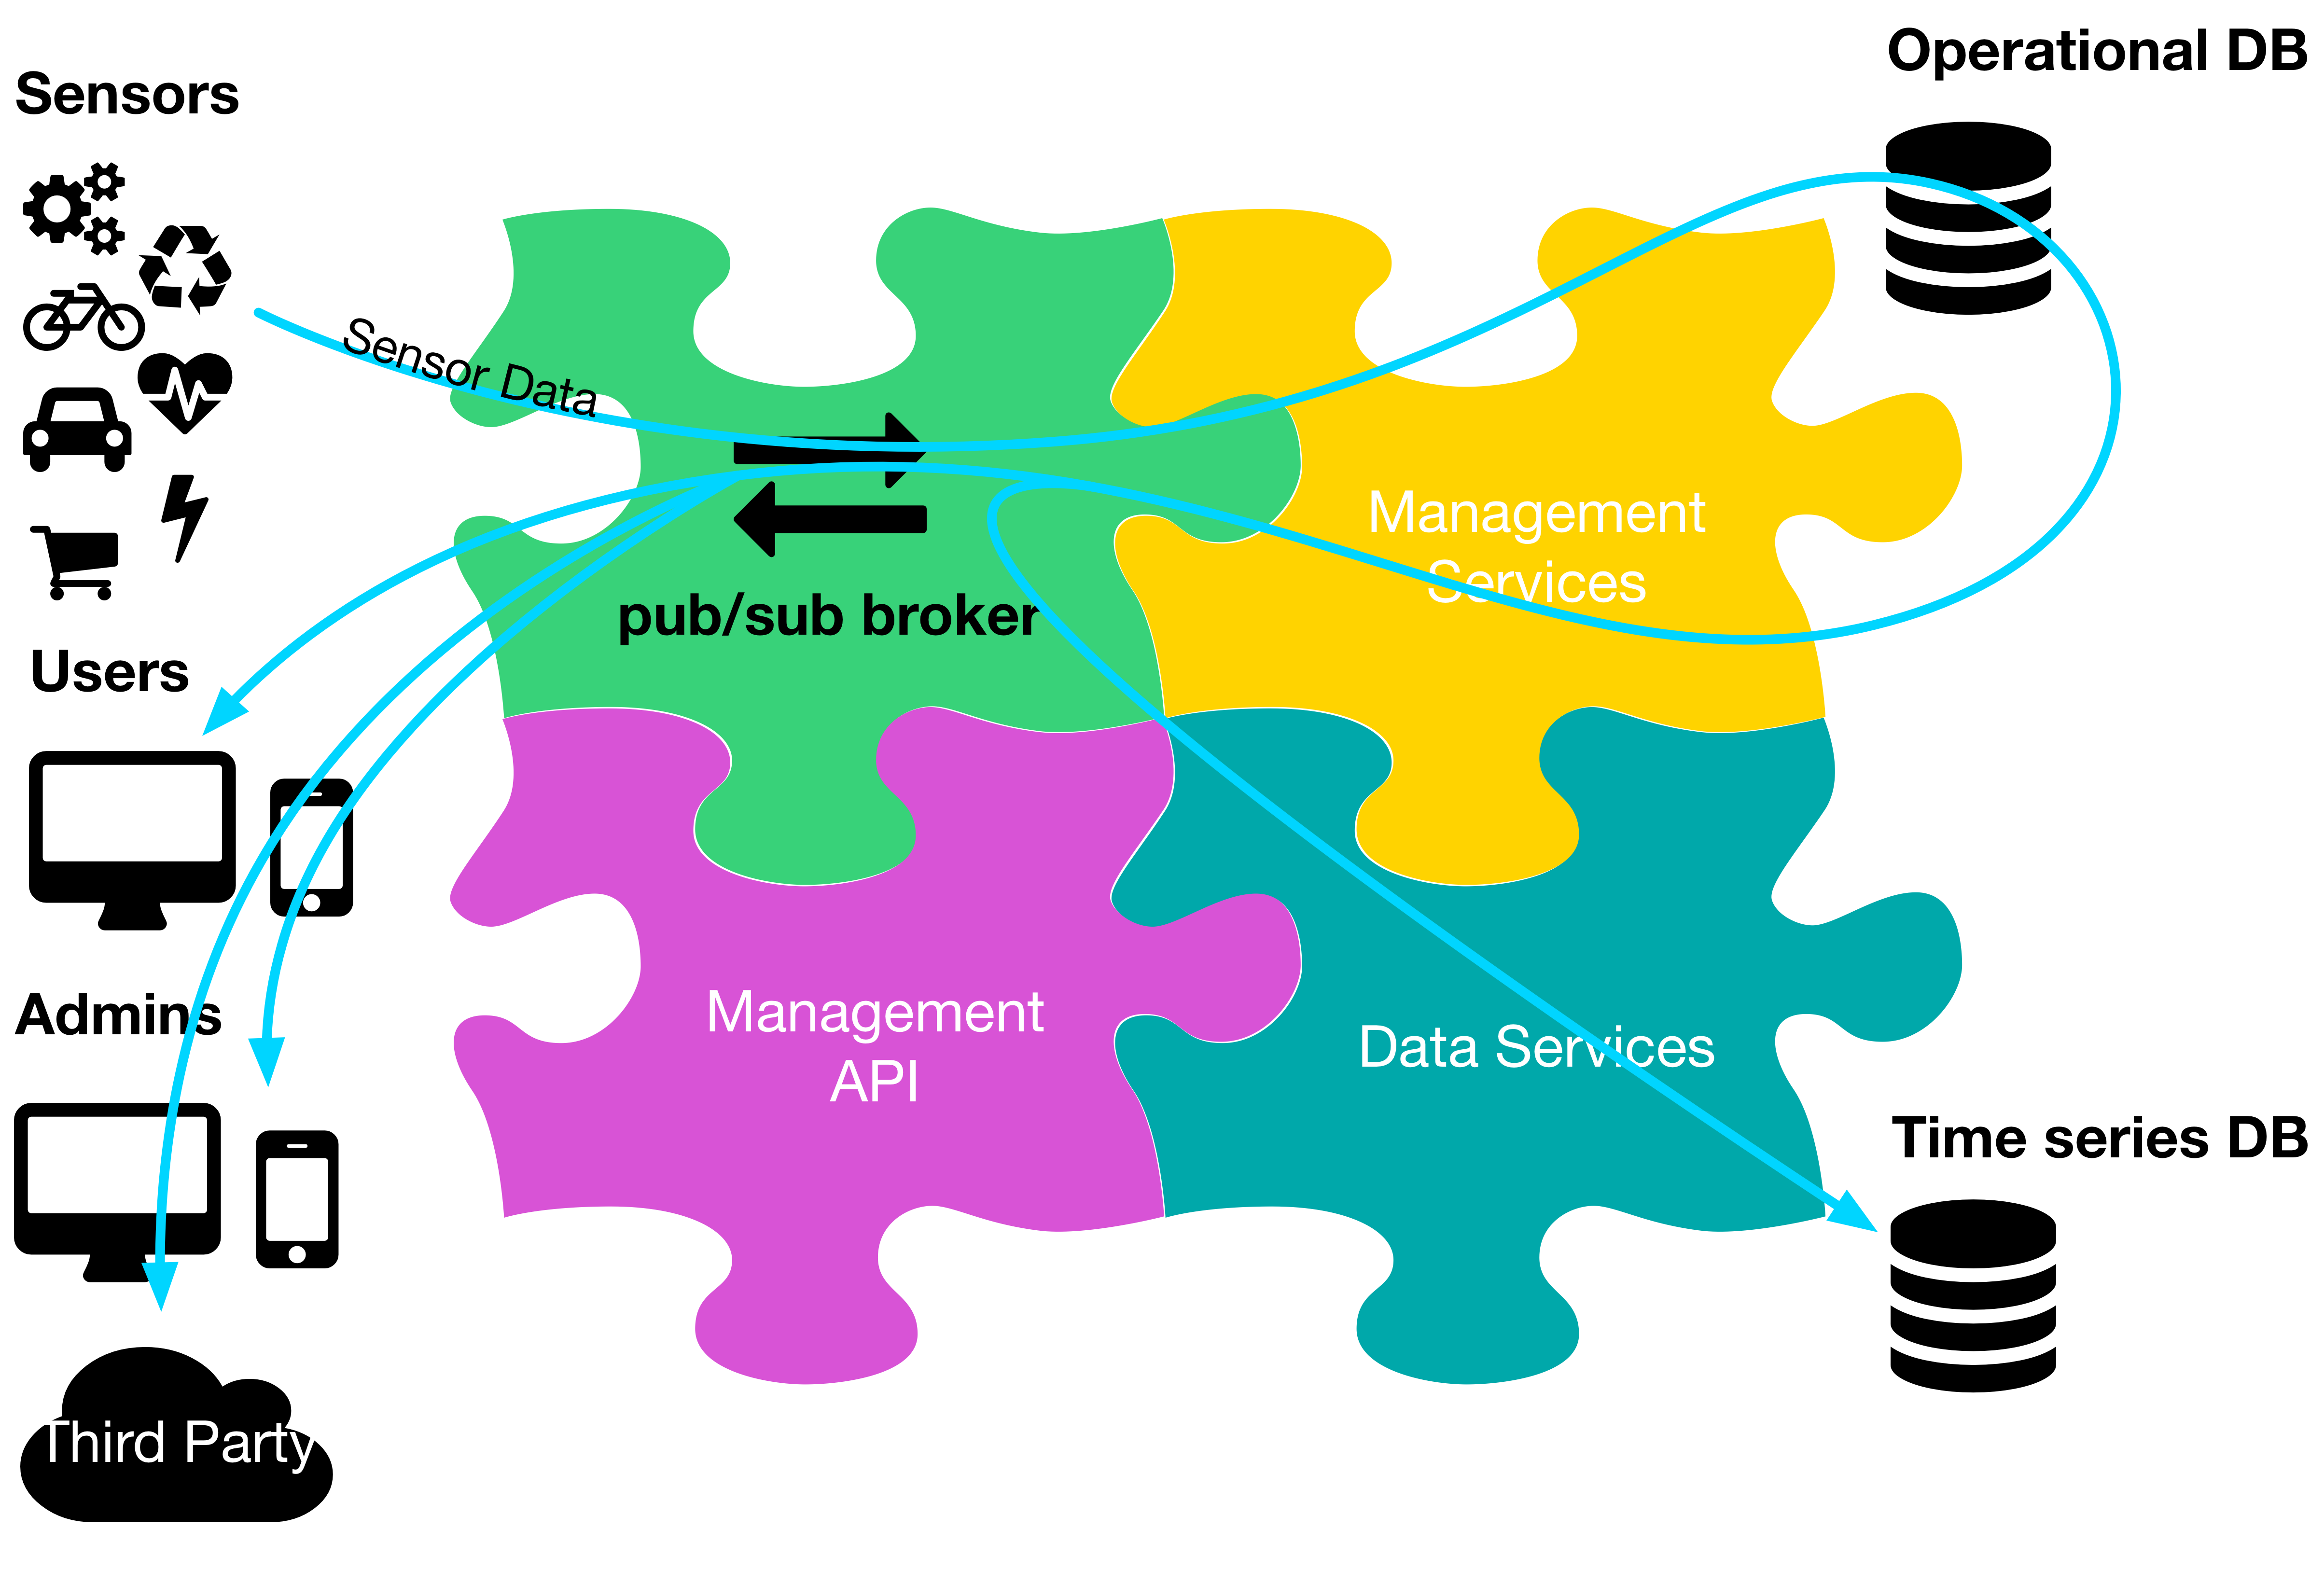 Operational DB
Sensors
Sensor Data
Management
Services
pub/sub broker
Users
Admins
Management
API
Data Services
Time series DB
Third Party